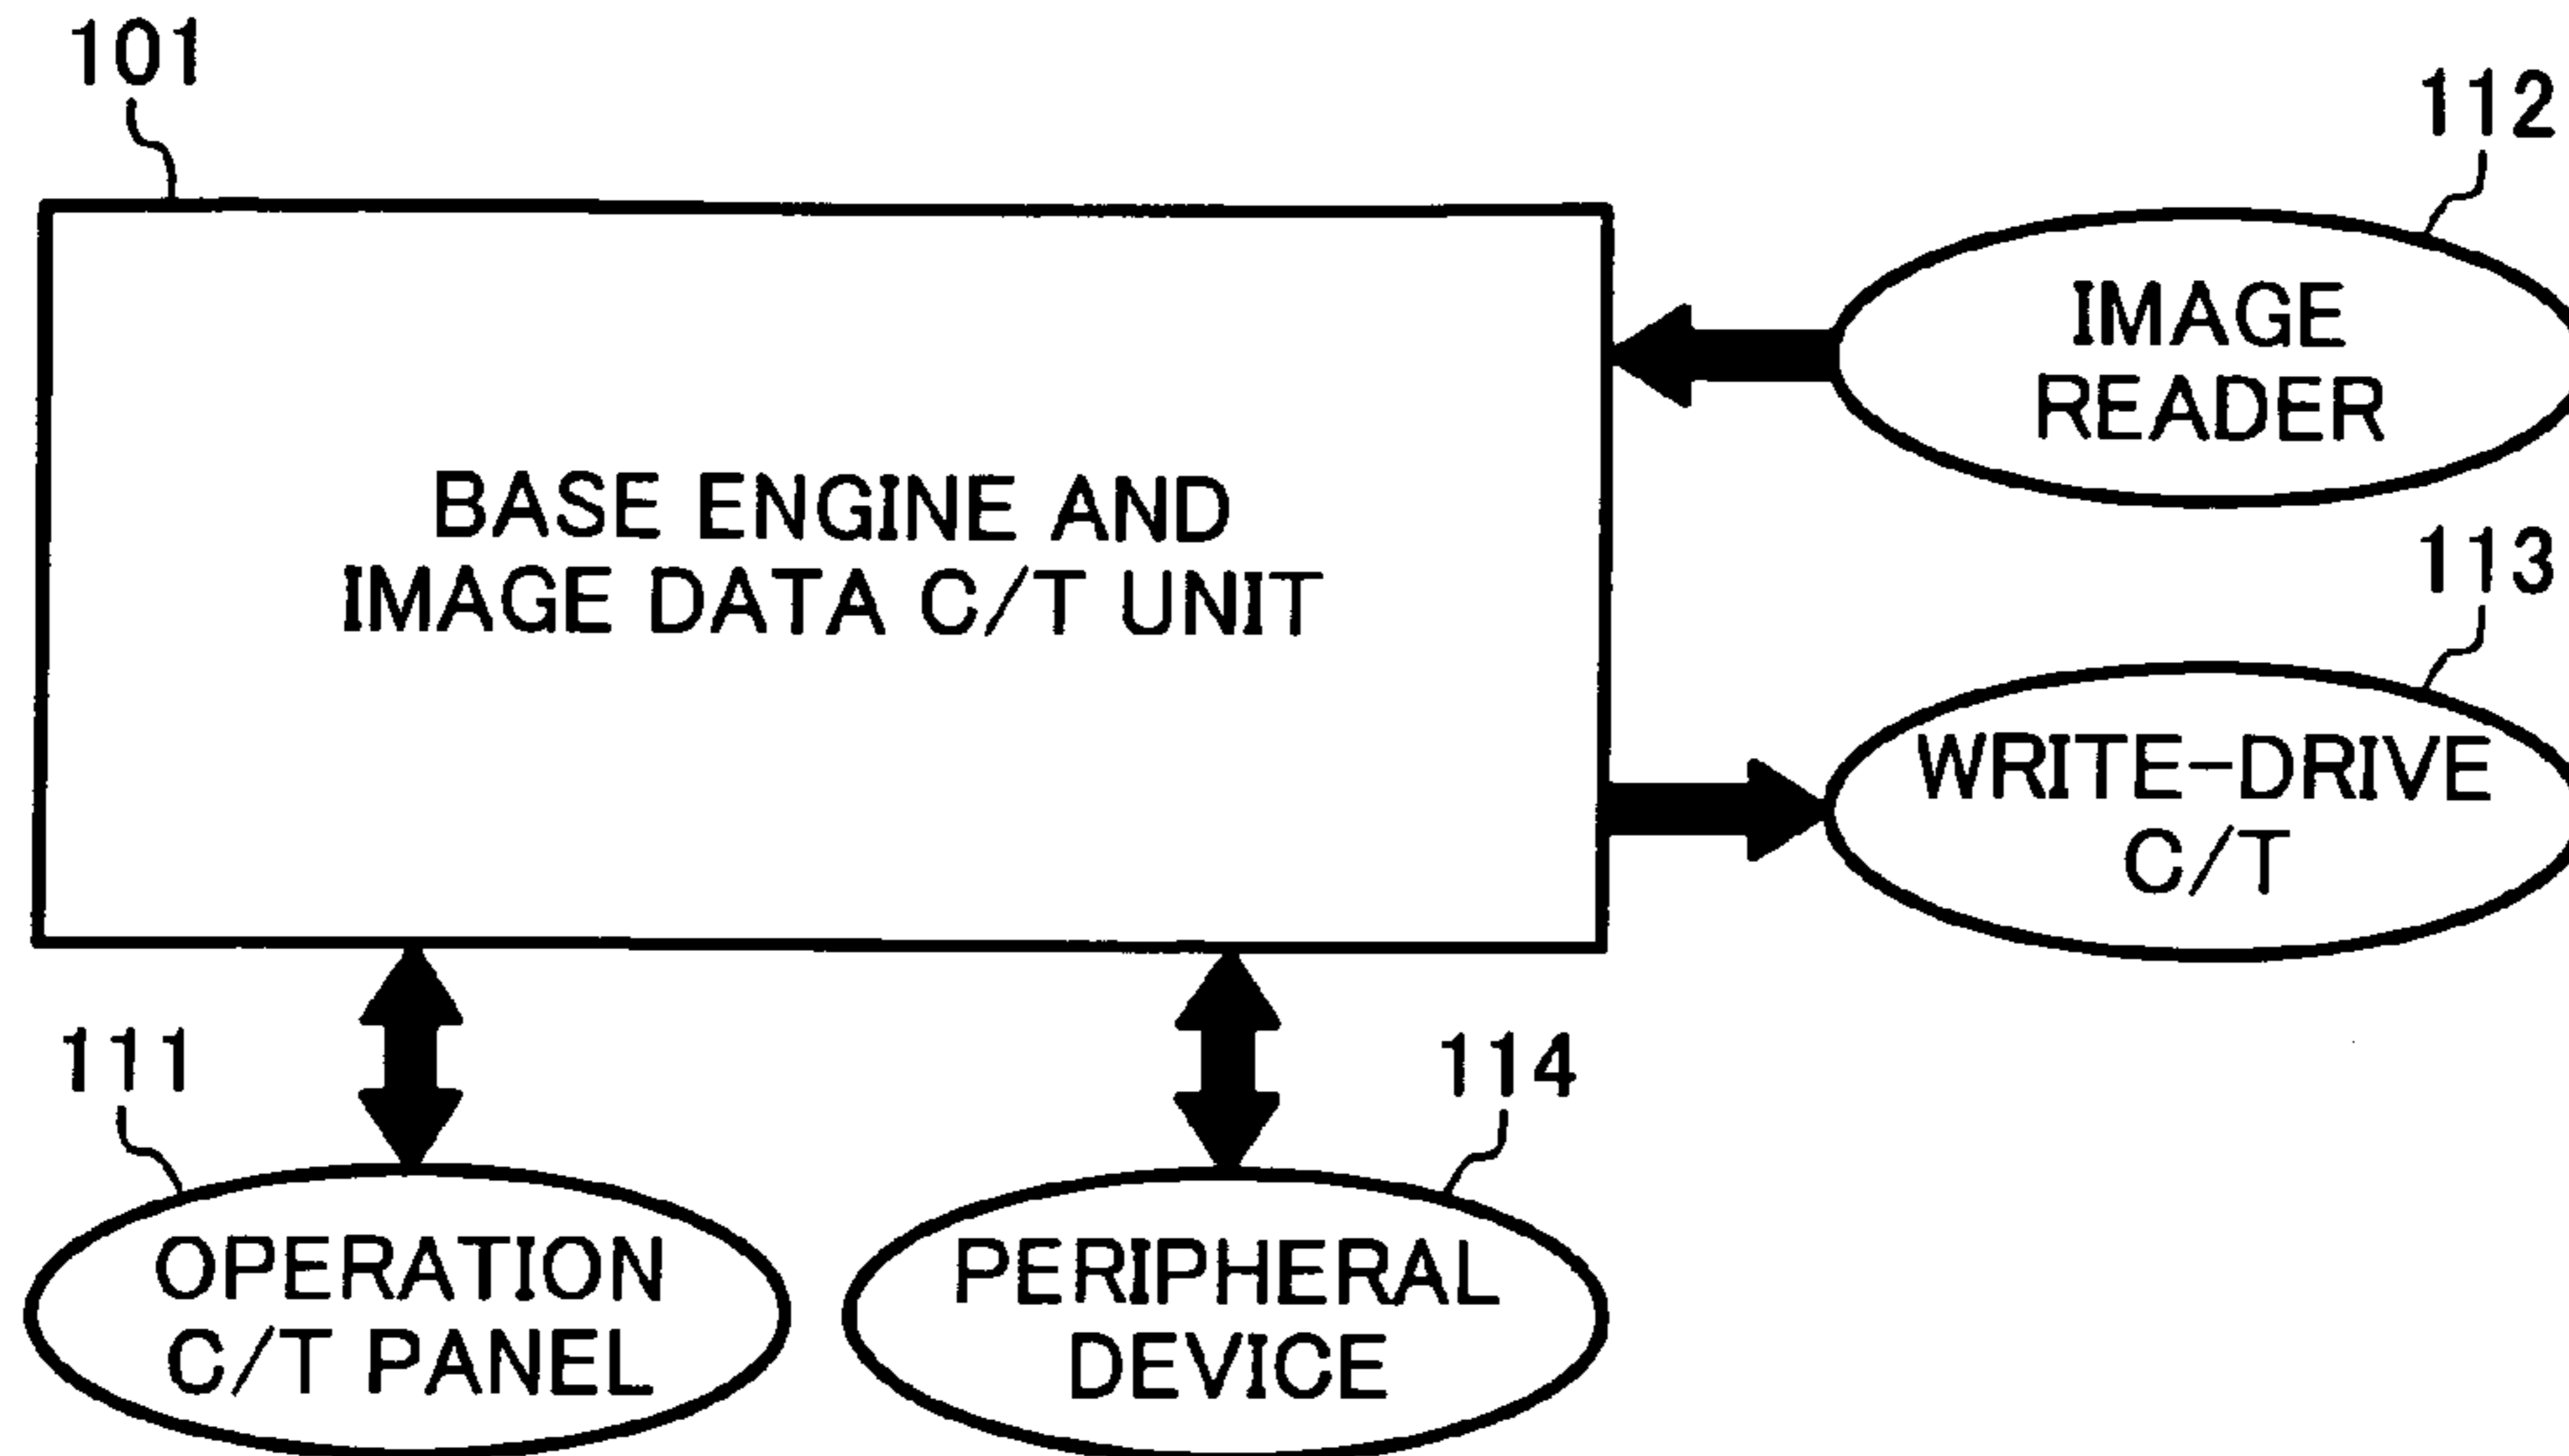 101
112
IMAGE
READER
BASE ENGINE AND
IMAGE DATA C/T UNIT
113
WRITE-DRIVE
C/T
111
114
OPERATION
C/T PANEL
PERIPHERAL
DEVICE